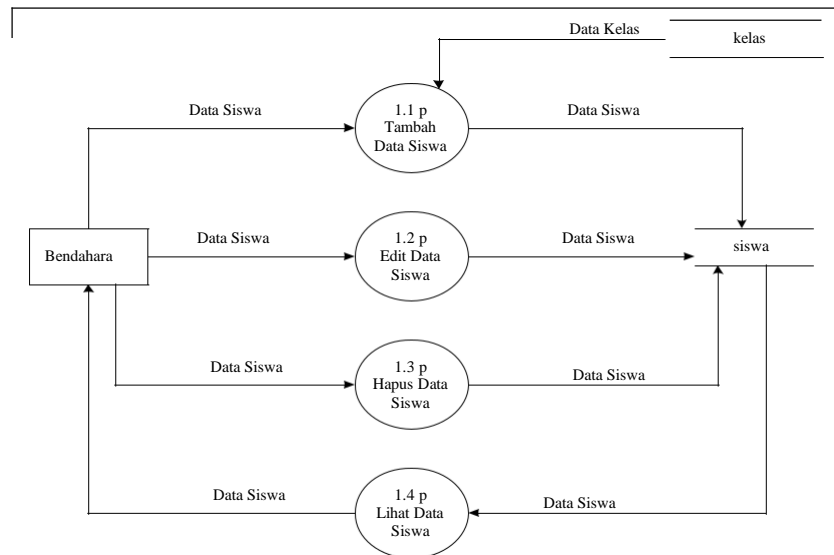 Data Kelas
kelas
Data Siswa
1.1 p
Tambah
Data Siswa
Data Siswa
Bendahara
Data Siswa
1.2 p
Edit Data
Siswa
Data Siswa
siswa
Data Siswa
1.3 p
Hapus Data
Siswa
Data Siswa
Data Siswa
1.4 p
Lihat Data
Siswa
Data Siswa